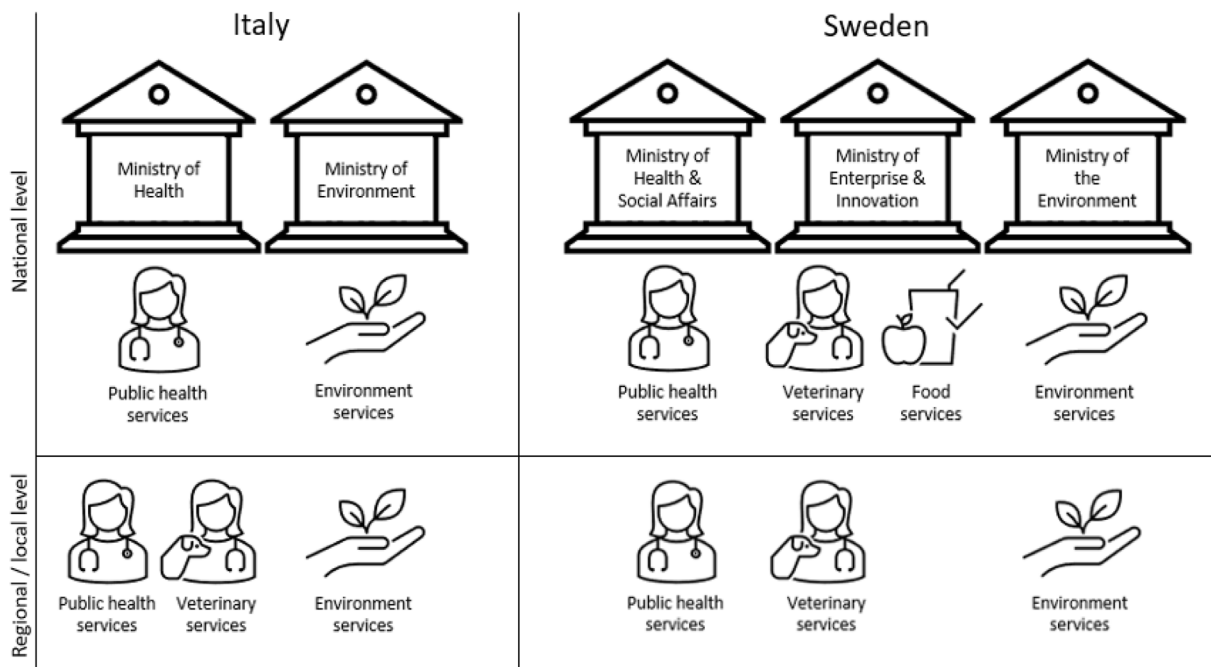 Italy
Sweden
National level
Ministry of
Health
Ministry of
Environment
Ministry of
Health &
Social Affairs
Ministry of
Enterprise &
Innovation
Ministry of
the
Environment
Public health
services
Environment
services
Public health
services
Veterinary
services
Food
services
Environment
services
Regional / local level
Public health
services
Veterinary
services
Environment
services
Public health
services
Veterinary
services
Environment
services